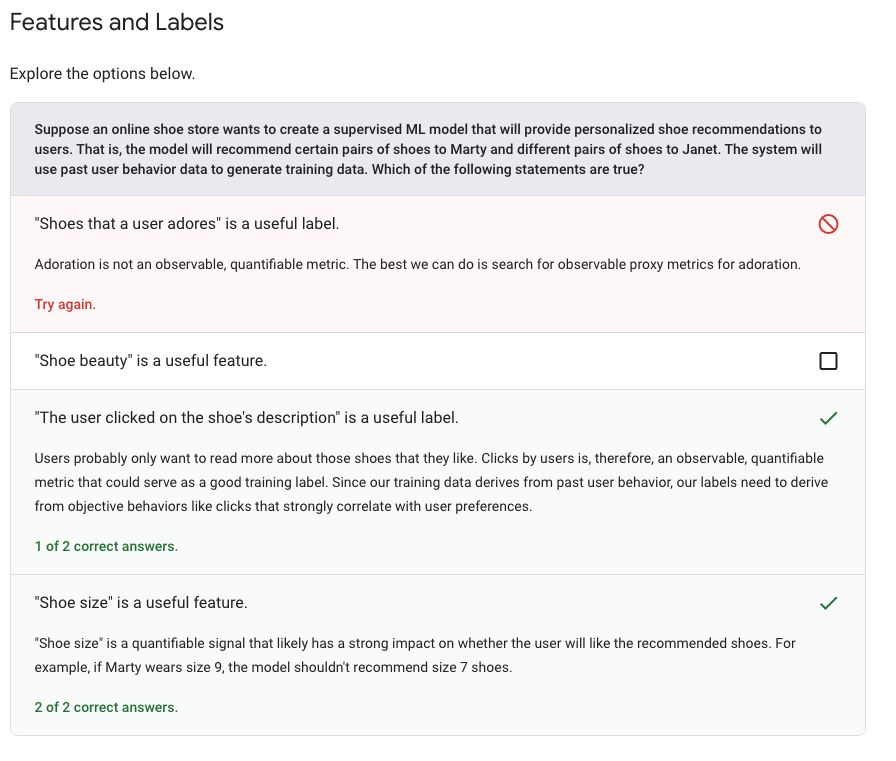 Features and Labels
Explore the options below.
Suppose an online shoe store wants to create a supervised ML model that will provide personalized shoe recommendations to
users. That is, the model will recommend certain pairs of shoes to Marty and different pairs of shoes to Janet. The system will
use past user behavior data to generate training data. Which of the following statements are true?
"Shoes that a user adores" is a useful label.
Adoration is not an observable, quantifiable metric. The best we can do is search for observable proxy metrics for adoration.
Try again.
"Shoe beauty" is a useful feature.
"The user clicked on the shoe's description" is a useful label.
Users probably only want to read more about those shoes that they like. Clicks by users is, therefore, an observable, quantifiable
metric that could serve as a good training label. Since our training data derives from past user behavior, our labels need to derive
from objective behaviors like clicks that strongly correlate with user preferences.
1 of 2 correct answers.
"Shoe size" is a useful feature.
"Shoe size" is a quantifiable signal that likely has a strong impact on whether the user will like the recommended shoes. For
example, if Marty wears size 9, the model shouldn't recommend size 7 shoes.
2 of 2 correct answers.